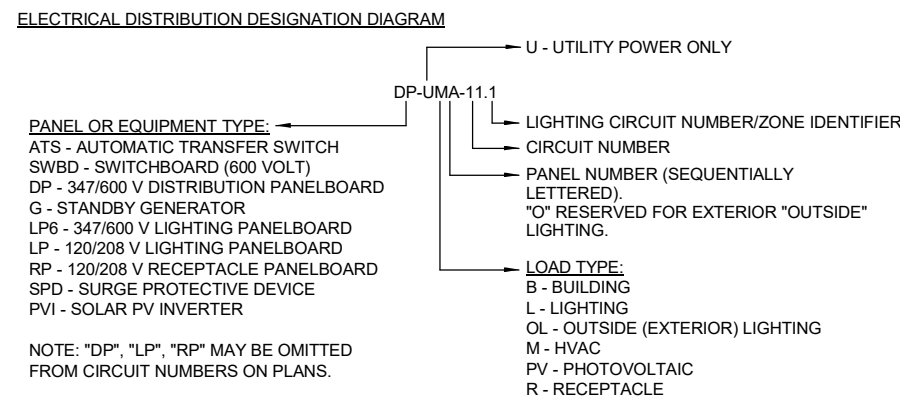 ELECTRICAL DISTRIBUTION DESIGNATION DIAGRAM
U - UTILITY POWER ONLY
DP-UMA-11.1
PANEL OR EQUIPMENT TYPE:
ATS - AUTOMATIC TRANSFER SWITCH
SWBD - SWITCHBOARD (600 VOLT)
DP - 347/600 V DISTRIBUTION PANELBOARD
G - STANDBY GENERATOR
LP6 - 347/600 V LIGHTING PANELBOARD
LP - 120/208 V LIGHTING PANELBOARD
RP - 120/208 V RECEPTACLE PANELBOARD
SPD - SURGE PROTECTIVE DEVICE
PVI - SOLAR PV INVERTER
NOTE: "DP", "LP", "RP" MAY BE OMITTED
FROM CIRCUIT NUMBERS ON PLANS.
LIGHTING CIRCUIT NUMBER/ZONE IDENTIFIER
CIRCUIT NUMBER
PANEL NUMBER (SEQUENTIALLY
LETTERED).
"O" RESERVED FOR EXTERIOR "OUTSIDE"
LIGHTING.
LOAD TYPE:
B - BUILDING
L - LIGHTING
OL - OUTSIDE (EXTERIOR) LIGHTING
M - HVAC
PV - PHOTOVOLTAIC
R - RECEPTACLE